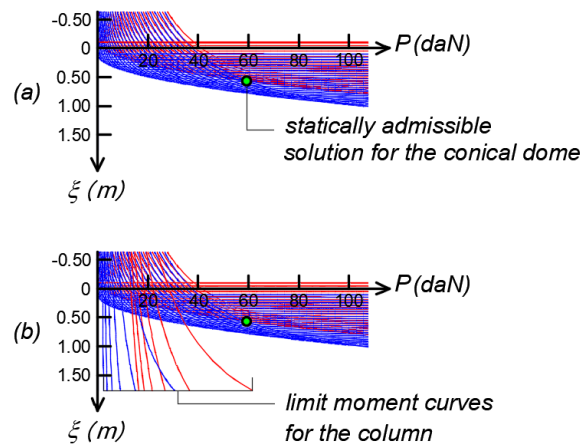 -0.50
0
P (daN)
20 40 60 80 100
0.50
(a)
1.00
1.50
statically admissible
solution for the conical dome
ξ (m)
-0.50
0
P (daN)
20 40 60 80 100
0.50
(b)
1.00
1.50
limit moment curves
for the column
ξ (m)